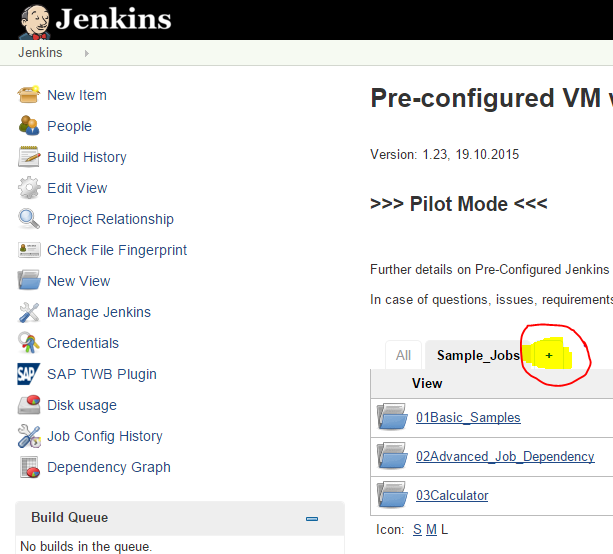 Jenkins
Jenkins
New Item
People
Build History
Edit View
Project Relationship
Check File Fingerprint
New View
Manage Jenkins
Credentials
SAP
SAP TWB Plugin
Disk usage
Job Config History
Dependency Graph
Build Queue
No builds in the queue.
Pre-configured VM
Version: 1.23, 19.10.2015
>>> Pilot Mode <<<
Further details on Pre-Configured Jenkins
In case of questions, issues, requirements
All Sample_Jobs +
View
01Basic_Samples
02Advanced_Job_Dependency
03Calculator
Icon: S M L